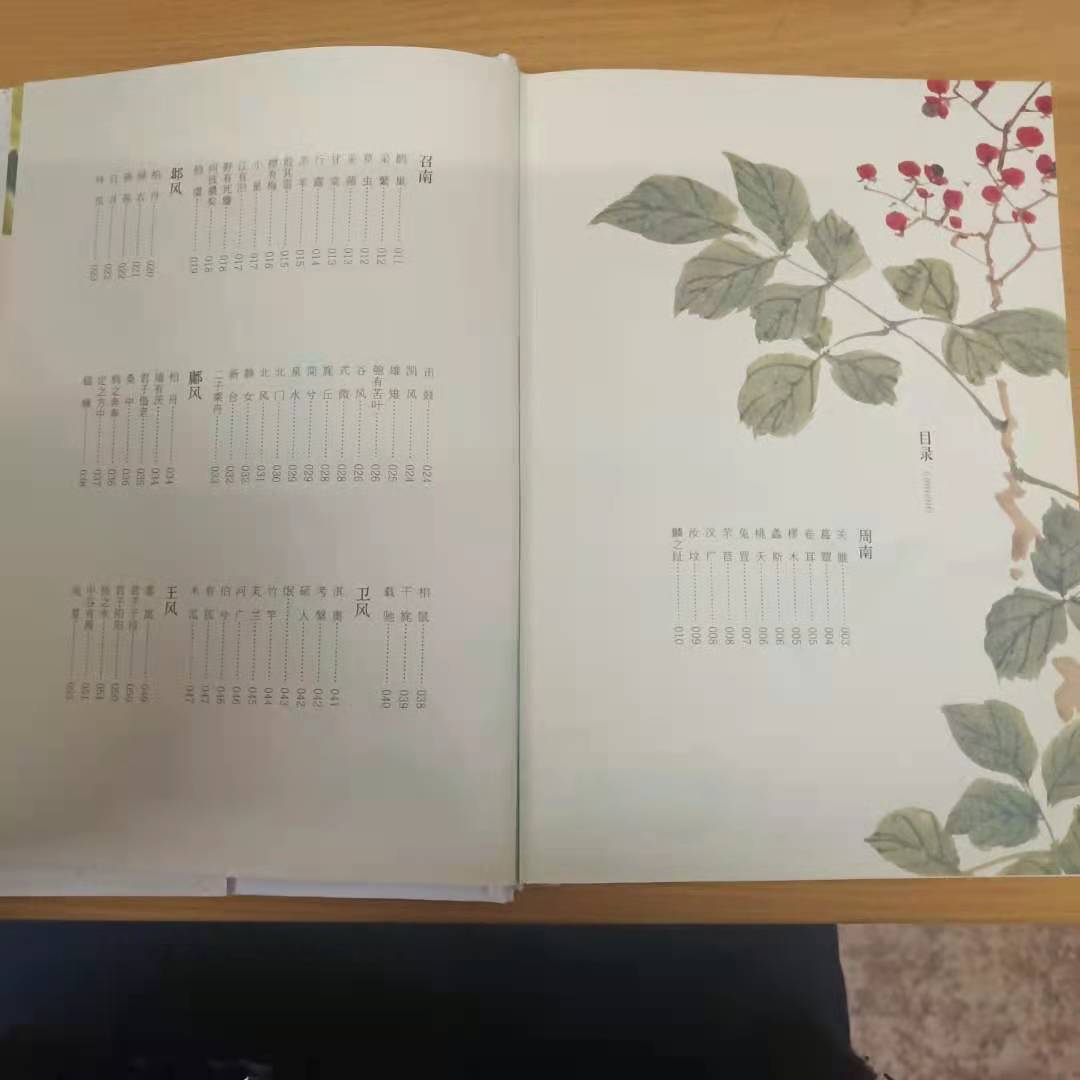 目录
Contents
周南
关雎 003
葛覃 004
卷耳 005
樛木 005
螽斯 006
桃夭 006
兔罝 007
芣苢 008
汉广 008
汝坟 009
麟之趾 010
召南
鹊巢 011
采蘩 012
草虫 012
采蘋 013
甘棠 013
行露 014
羔羊 015
殷其雷 015
摽有梅 016
小星 017
江有汜 017
野有死麕 018
何彼襛矣 018
驺虞 019
邶风
柏舟 020
绿衣 021
燕燕 022
日月 022
终风 023
击鼓 024
凯风 024
雄雉 025
匏有苦叶 026
谷风 026
式微 028
旄丘 028
简兮 029
泉水 029
北门 030
北风 031
静女 032
新台 032
二子乘舟 033
鄘风
柏舟 034
墙有茨 034
君子偕老 035
桑中 036
鹑之奔奔 036
定之方中 037
蝃蝀 038
相鼠 038
干旄 039
载驰 040
卫风
淇奥 041
考槃 042
硕人 042
氓 043
竹竿 044
芄兰 045
河广 046
伯兮 046
有狐 047
木瓜 047
王风
黍离 049
君子于役 050
君子阳阳 050
扬之水 051
中谷有蓷 051
兔爰